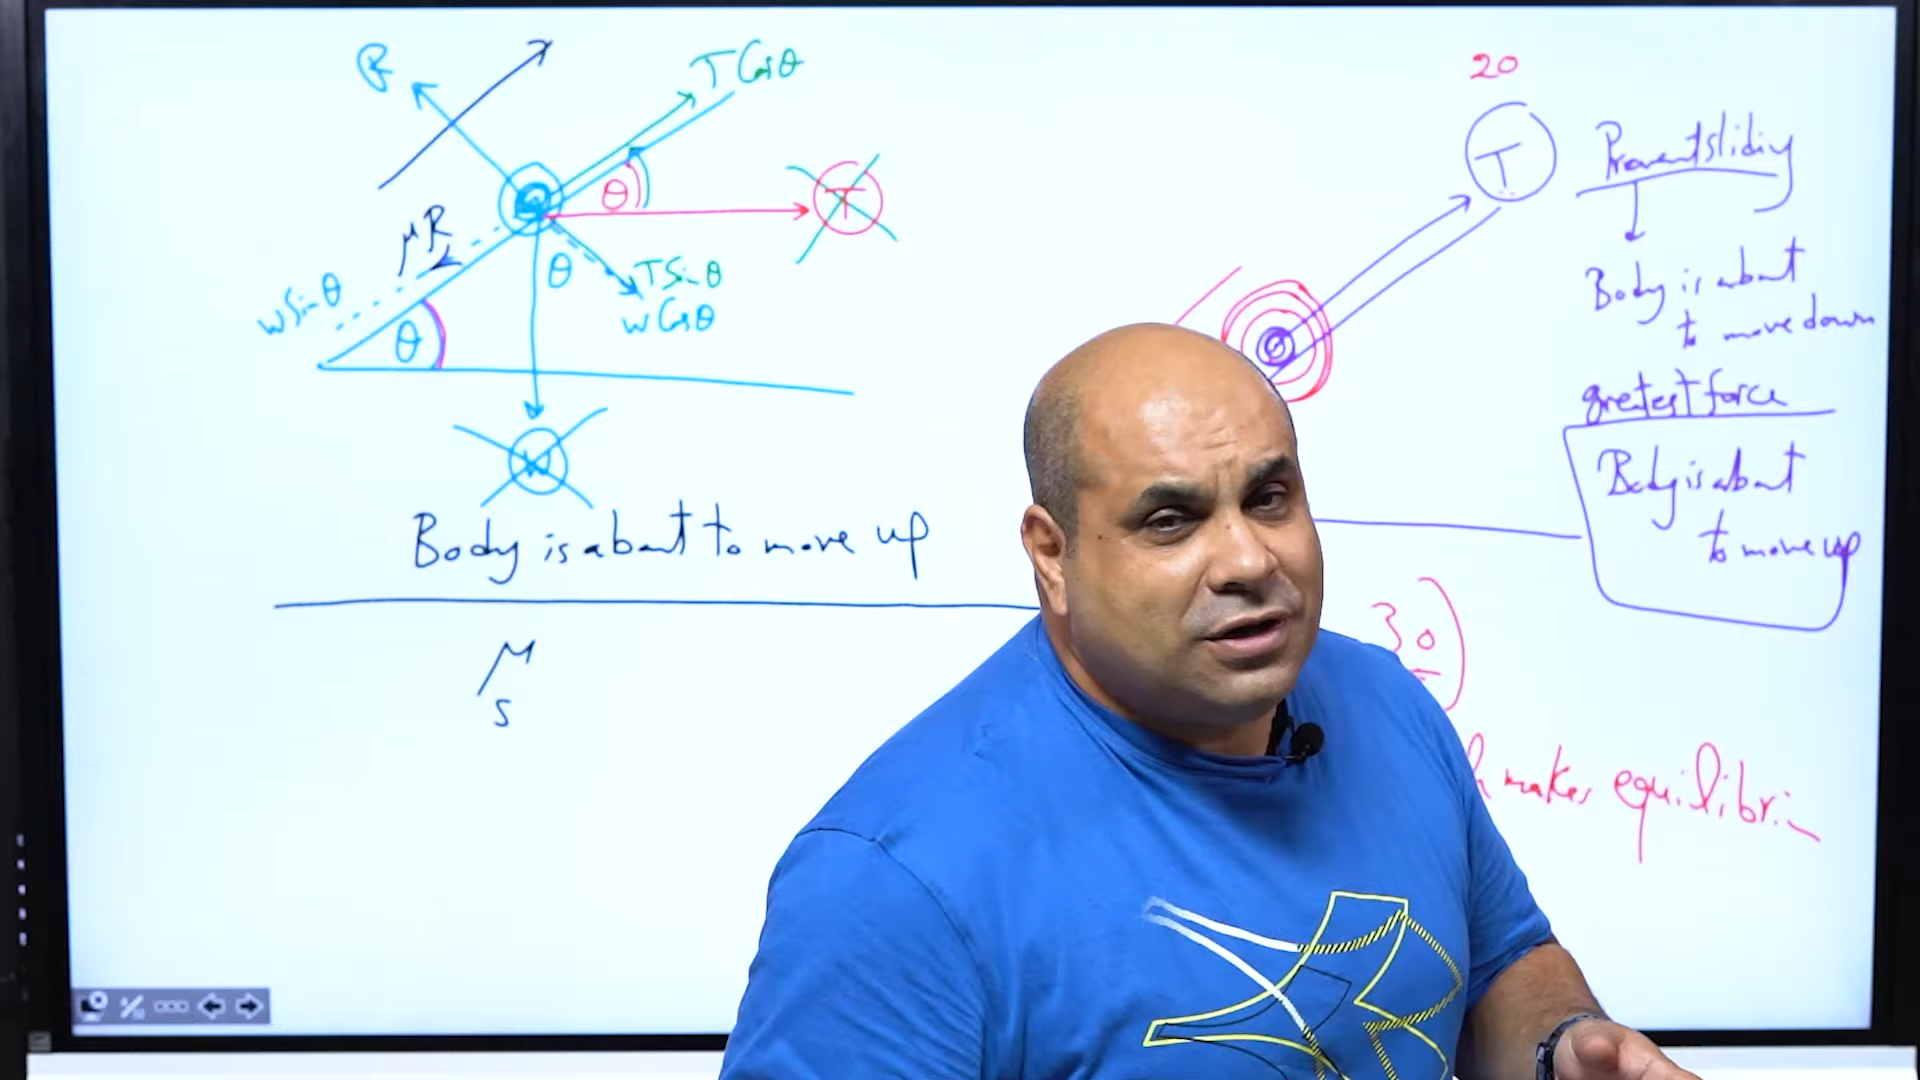 R
T Cosθ
θ
T
μR
θ
T Sinθ
w Cosθ
w Sinθ
θ
W
Body is about to move up
μ
s
20
T
Prevent sliding
Body is about
to move down
greatest force
Body is about
to move up
30
makes equilibri